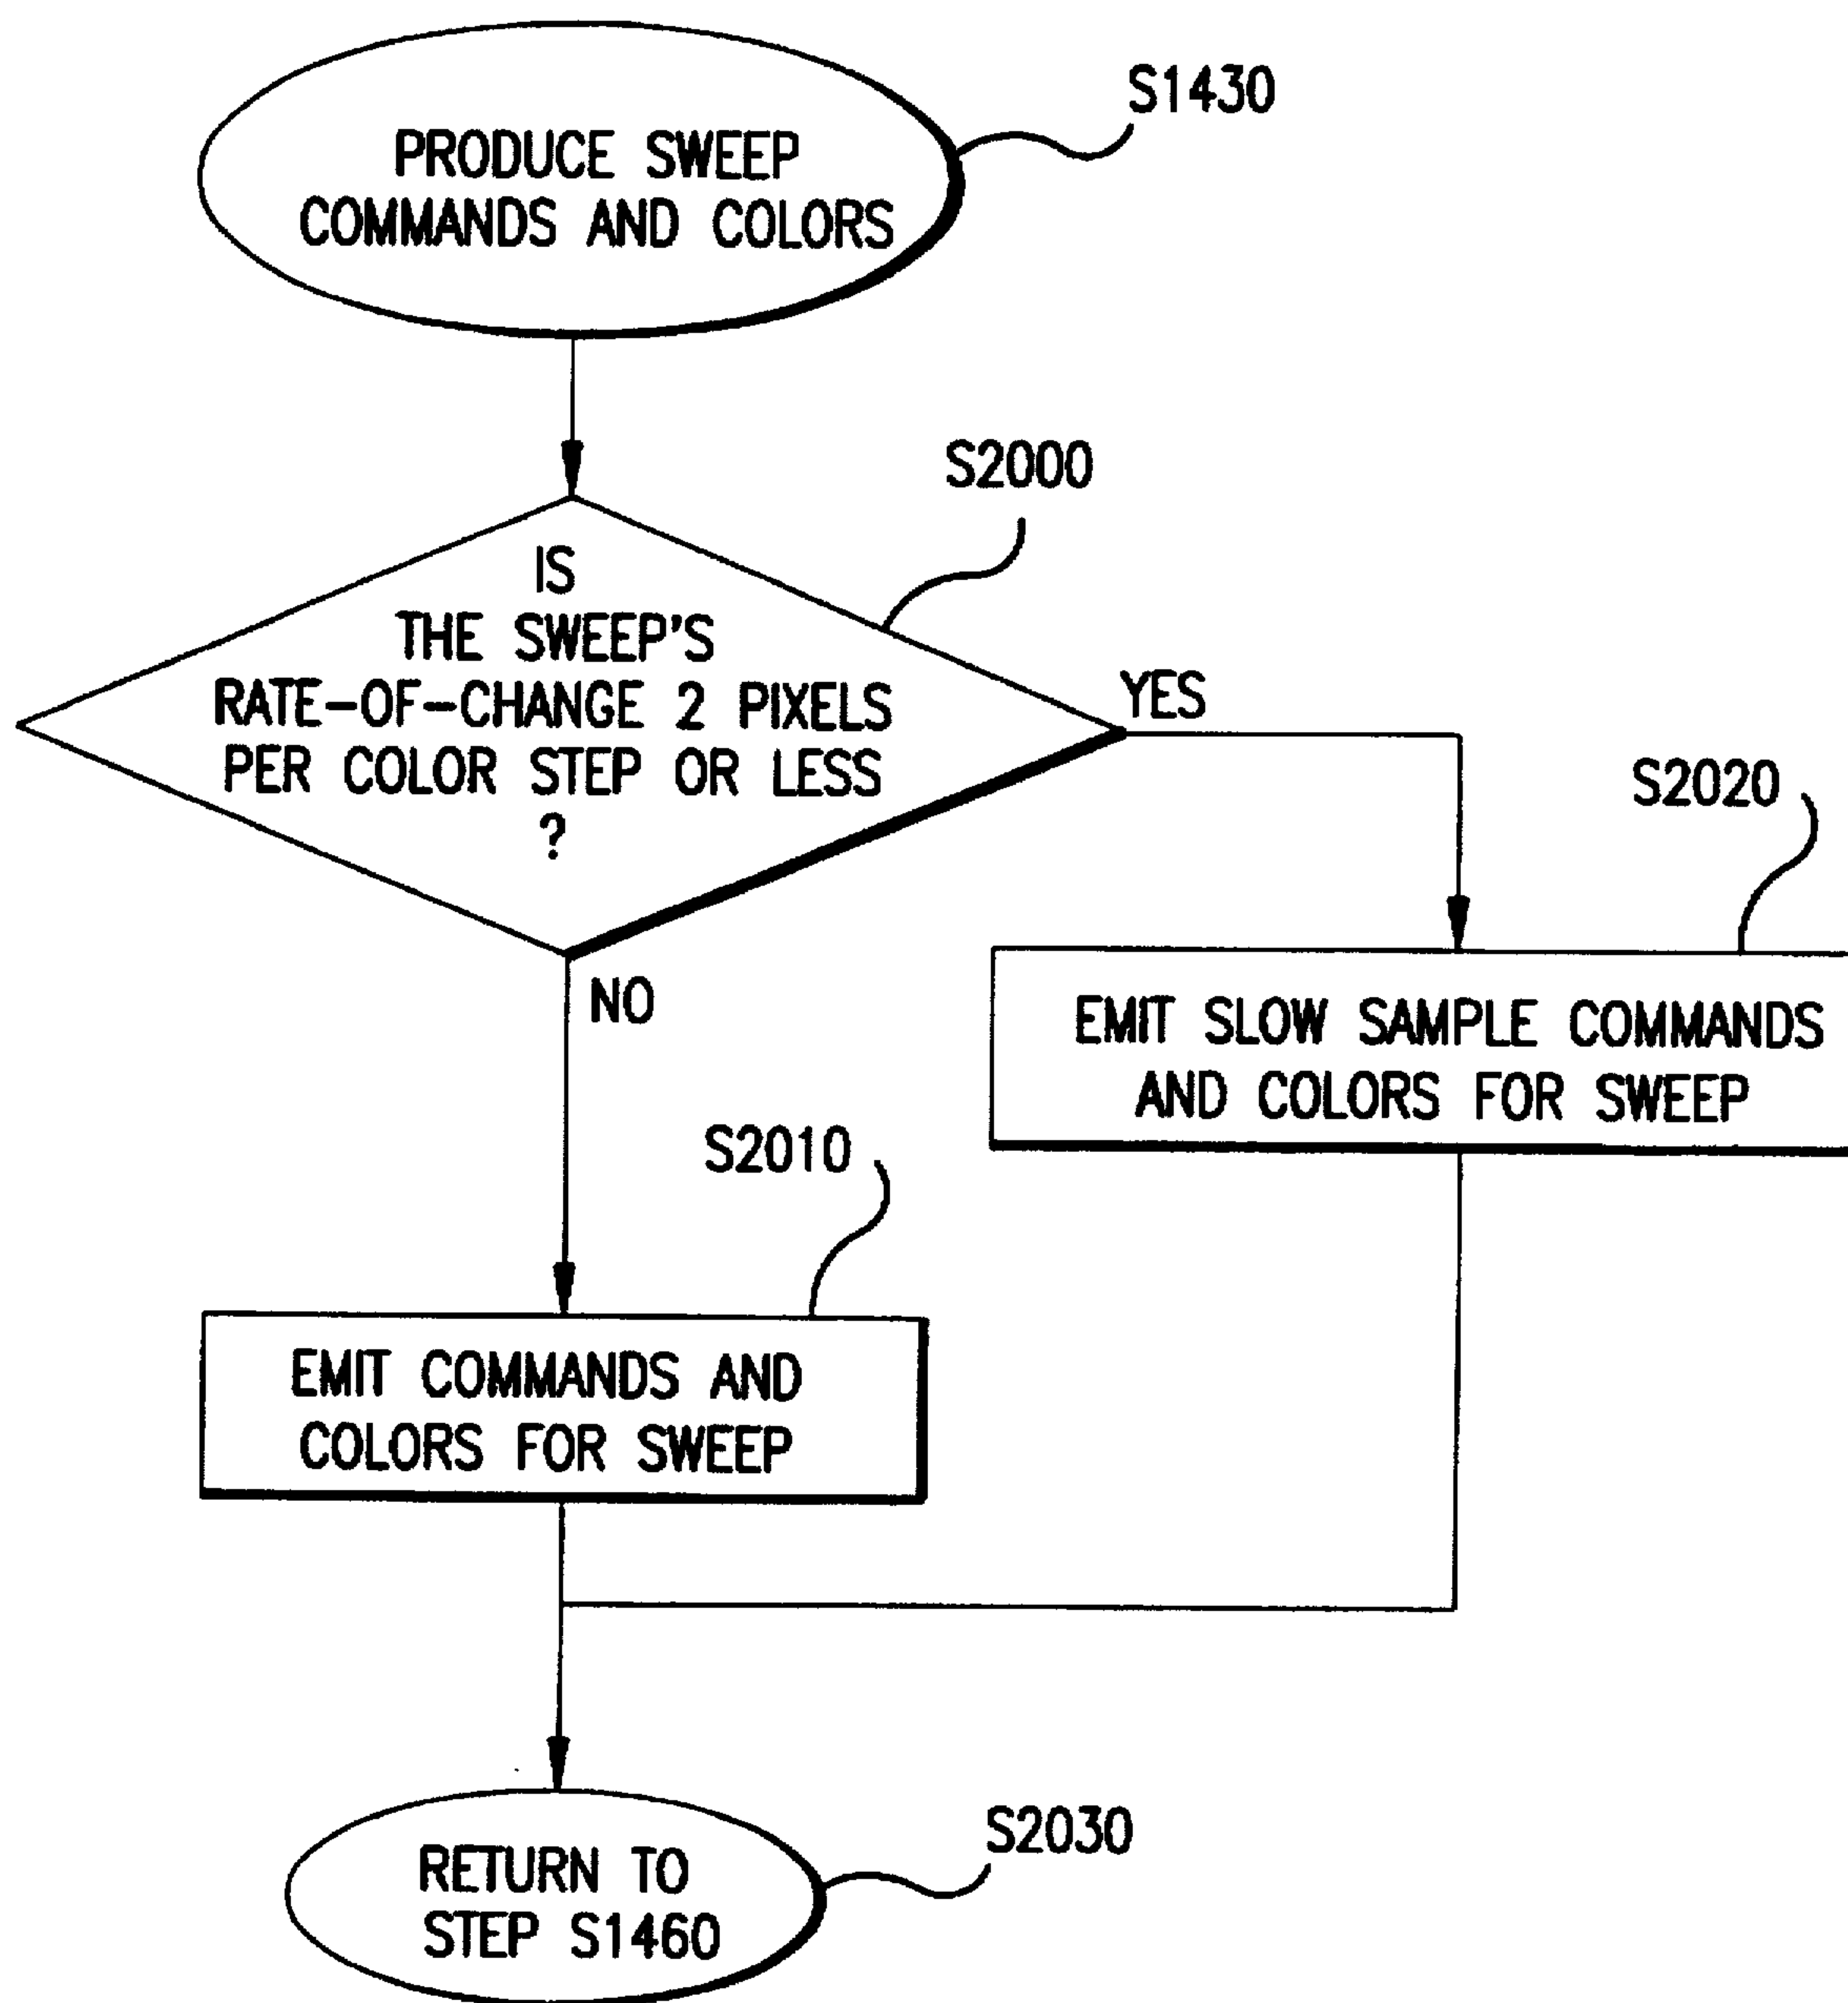 S1430
PRODUCE SWEEP
COMMANDS AND COLORS
S2000
IS
THE SWEEP'S
RATE-OF-CHANGE 2 PIXELS
PER COLOR STEP OR LESS
?
YES
NO
S2020
EMIT SLOW SAMPLE COMMANDS
AND COLORS FOR SWEEP
S2010
EMIT COMMANDS AND
COLORS FOR SWEEP
S2030
RETURN TO
STEP S1460